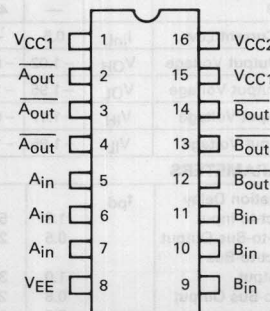 VCC1 1 16 VCC2
Aout 2 15 VCC1
Aout 3 14 Bout
Aout 4 13 Bout
Ain 5 12 Bout
Ain 6 11 Bin
Ain 7 10 Bin
VEE 8 9 Bin